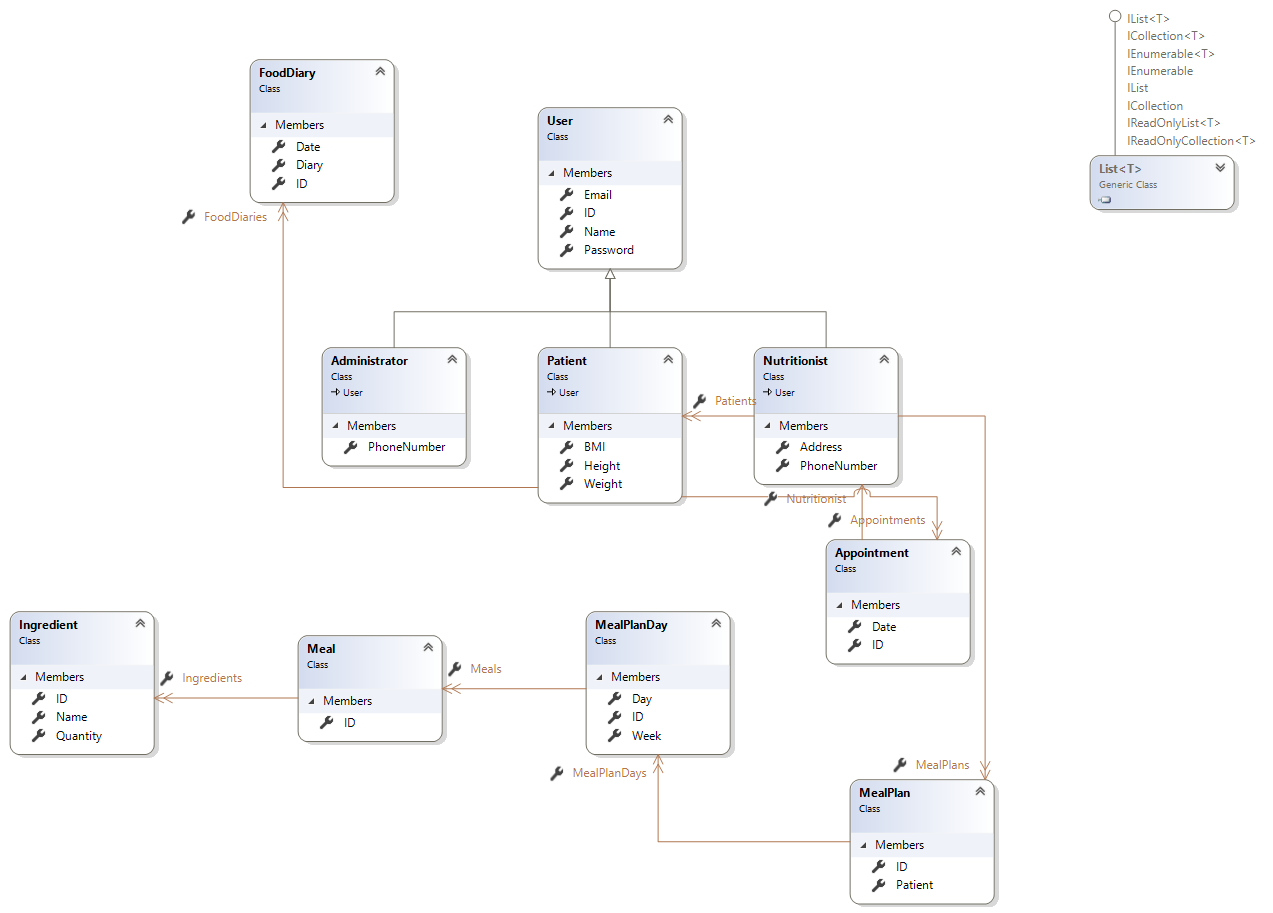 IList<T>
ICollection<T>
IEnumerable<T>
IEnumerable
IList
ICollection
IReadOnlyList<T>
IReadOnlyCollection<T>
List<T>
Generic Class
FoodDiary
Class
Members
Date
Diary
ID
FoodDiaries
User
Class
Members
Email
ID
Name
Password
Administrator
Class
User
Members
PhoneNumber
Patient
Class
User
Members
BMI
Height
Weight
Patients
Nutritionist
Class
User
Members
Address
PhoneNumber
Nutritionist
Appointments
Appointment
Class
Members
Date
ID
Ingredient
Class
Members
ID
Name
Quantity
Ingredients
Meal
Class
Members
ID
Meals
MealPlanDay
Class
Members
Day
ID
Week
MealPlanDays
MealPlans
MealPlan
Class
Members
ID
Patient